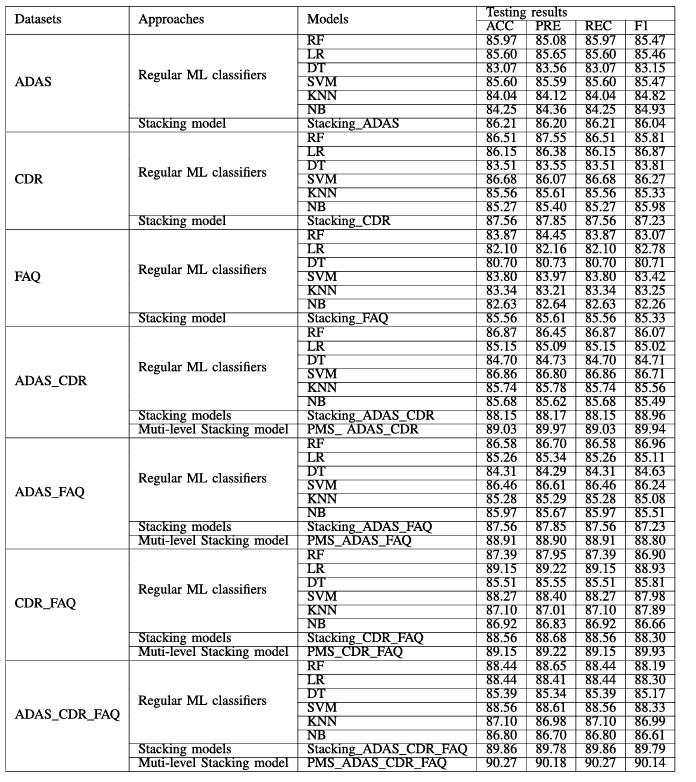 Datasets Approaches Models Testing results
ACC PRE REC F1
ADAS Regular ML classifiers RF 85.97 85.08 85.97 85.47
LR 85.60 85.65 85.60 85.46
DT 83.07 83.56 83.07 83.15
SVM 85.60 85.59 85.60 85.47
KNN 84.04 84.12 84.04 84.82
NB 84.25 84.36 84.25 84.93
Stacking model Stacking_ADAS 86.21 86.20 86.21 86.04
CDR Regular ML classifiers RF 86.51 87.55 86.51 85.81
LR 86.15 86.38 86.15 86.87
DT 83.51 83.55 83.51 83.81
SVM 86.68 86.07 86.68 86.27
KNN 85.56 85.61 85.56 85.33
NB 85.27 85.40 85.27 85.98
Stacking model Stacking_CDR 87.56 87.85 87.56 87.23
FAQ Regular ML classifiers RF 83.87 84.45 83.87 83.07
LR 82.10 82.16 82.10 82.78
DT 80.70 80.73 80.70 80.71
SVM 83.80 83.97 83.80 83.42
KNN 83.34 83.21 83.34 83.25
NB 82.63 82.64 82.63 82.26
Stacking model Stacking_FAQ 85.56 85.61 85.56 85.33
ADAS_CDR Regular ML classifiers RF 86.87 86.45 86.87 86.07
LR 85.15 85.09 85.15 85.02
DT 84.70 84.73 84.70 84.71
SVM 86.86 86.80 86.86 86.71
KNN 85.74 85.78 85.74 85.56
NB 85.68 85.62 85.68 85.49
Stacking models Stacking_ADAS_CDR 88.15 88.17 88.15 88.96
Muti-level Stacking model PMS_ ADAS_CDR 89.03 89.97 89.03 89.94
ADAS_FAQ Regular ML classifiers RF 86.58 86.70 86.58 86.96
LR 85.26 85.34 85.26 85.11
DT 84.31 84.29 84.31 84.63
SVM 86.46 86.61 86.46 86.24
KNN 85.28 85.29 85.28 85.08
NB 85.97 85.67 85.97 85.51
Stacking models Stacking_ADAS_FAQ 87.56 87.85 87.56 87.23
Muti-level Stacking model PMS_ADAS_FAQ 88.91 88.90 88.91 88.80
CDR_FAQ Regular ML classifiers RF 87.39 87.95 87.39 86.90
LR 89.15 89.22 89.15 88.93
DT 85.51 85.55 85.51 85.81
SVM 88.27 88.40 88.27 87.98
KNN 87.10 87.01 87.10 87.89
NB 86.92 86.83 86.92 86.66
Stacking models Stacking_CDR_FAQ 88.56 88.68 88.56 88.30
Muti-level Stacking model PMS_CDR_FAQ 89.15 89.22 89.15 89.93
ADAS_CDR_FAQ Regular ML classifiers RF 88.44 88.65 88.44 88.19
LR 88.44 88.41 88.44 88.30
DT 85.39 85.34 85.39 85.17
SVM 88.56 88.61 88.56 88.33
KNN 87.10 86.98 87.10 86.99
NB 86.80 86.70 86.80 86.61
Stacking models Stacking_ADAS_CDR_FAQ 89.86 89.78 89.86 89.79
Muti-level Stacking model PMS_ADAS_CDR_FAQ 90.27 90.18 90.27 90.14